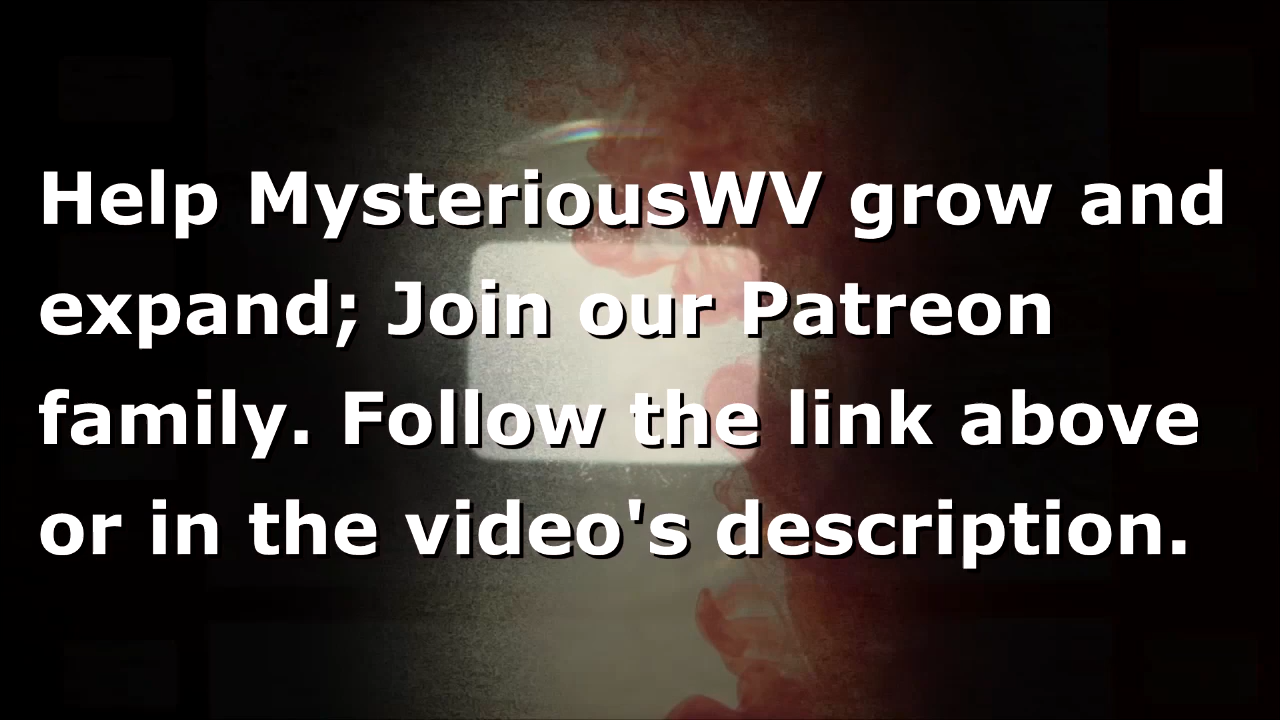 Help MysteriousWV grow and
expand; Join our Patreon
family. Follow the link above
or in the video's description.